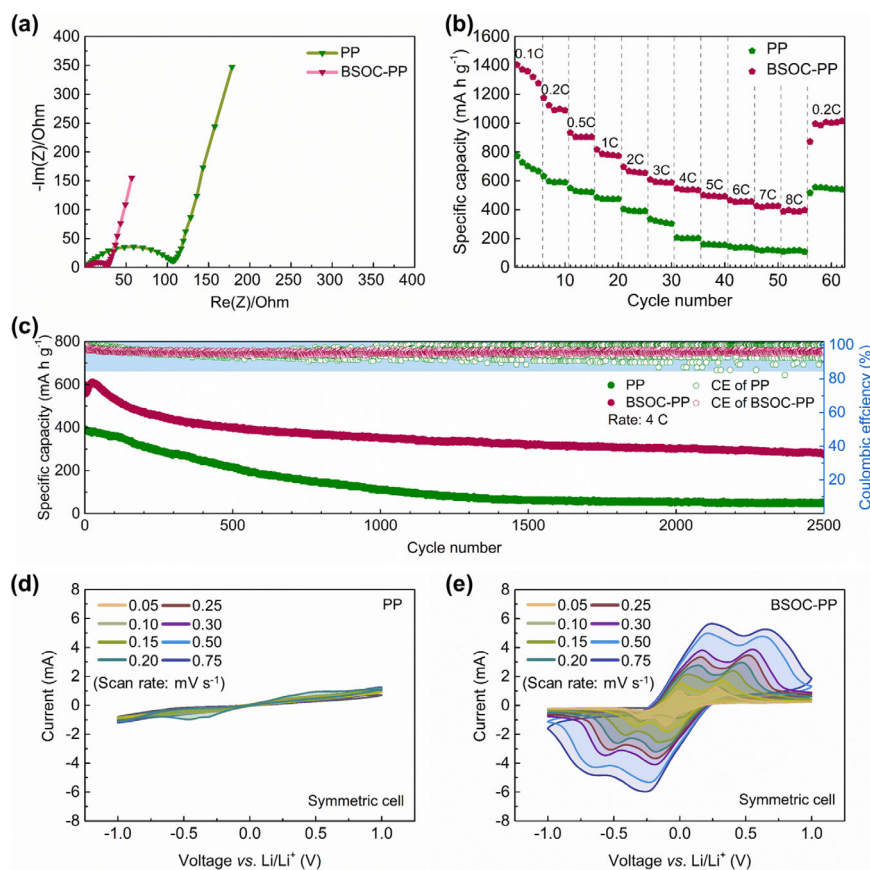 (a)
400
350
300
250
200
150
100
50
0
-Im(Z)/Ohm
PP
BSOC-PP
50 100 150 200 250 300 350 400
Re(Z)/Ohm
(b)
1600
1400
1200
1000
800
600
400
200
0
Specific capacity (mA h g⁻¹)
PP
BSOC-PP
0.1C
0.2C
0.5C
1C
2C
3C
4C
5C
6C
7C
8C
0.2C
10 20 30 40 50 60
Cycle number
(c)
800
600
400
200
0
Specific capacity (mA h g⁻¹)
PP CE of PP
BSOC-PP CE of BSOC-PP
Rate: 4 C
100
80
60
40
20
Coulombic effciency (%)
0 500 1000 1500 2000 2500
Cycle number
(d)
8
6
4
2
0
-2
-4
-6
-8
Current (mA)
0.05 0.25
0.10 0.30
0.15 0.50
0.20 0.75
(Scan rate: mV s⁻¹)
PP
Symmetric cell
-1.0 -0.5 0.0 0.5 1.0
Voltage vs. Li/Li⁺ (V)
(e)
8
6
4
2
0
-2
-4
-6
-8
Current (mA)
0.05 0.25
0.10 0.30
0.15 0.50
0.20 0.75
(Scan rate: mV s⁻¹)
BSOC-PP
Symmetric cell
-1.0 -0.5 0.0 0.5 1.0
Voltage vs. Li/Li⁺ (V)